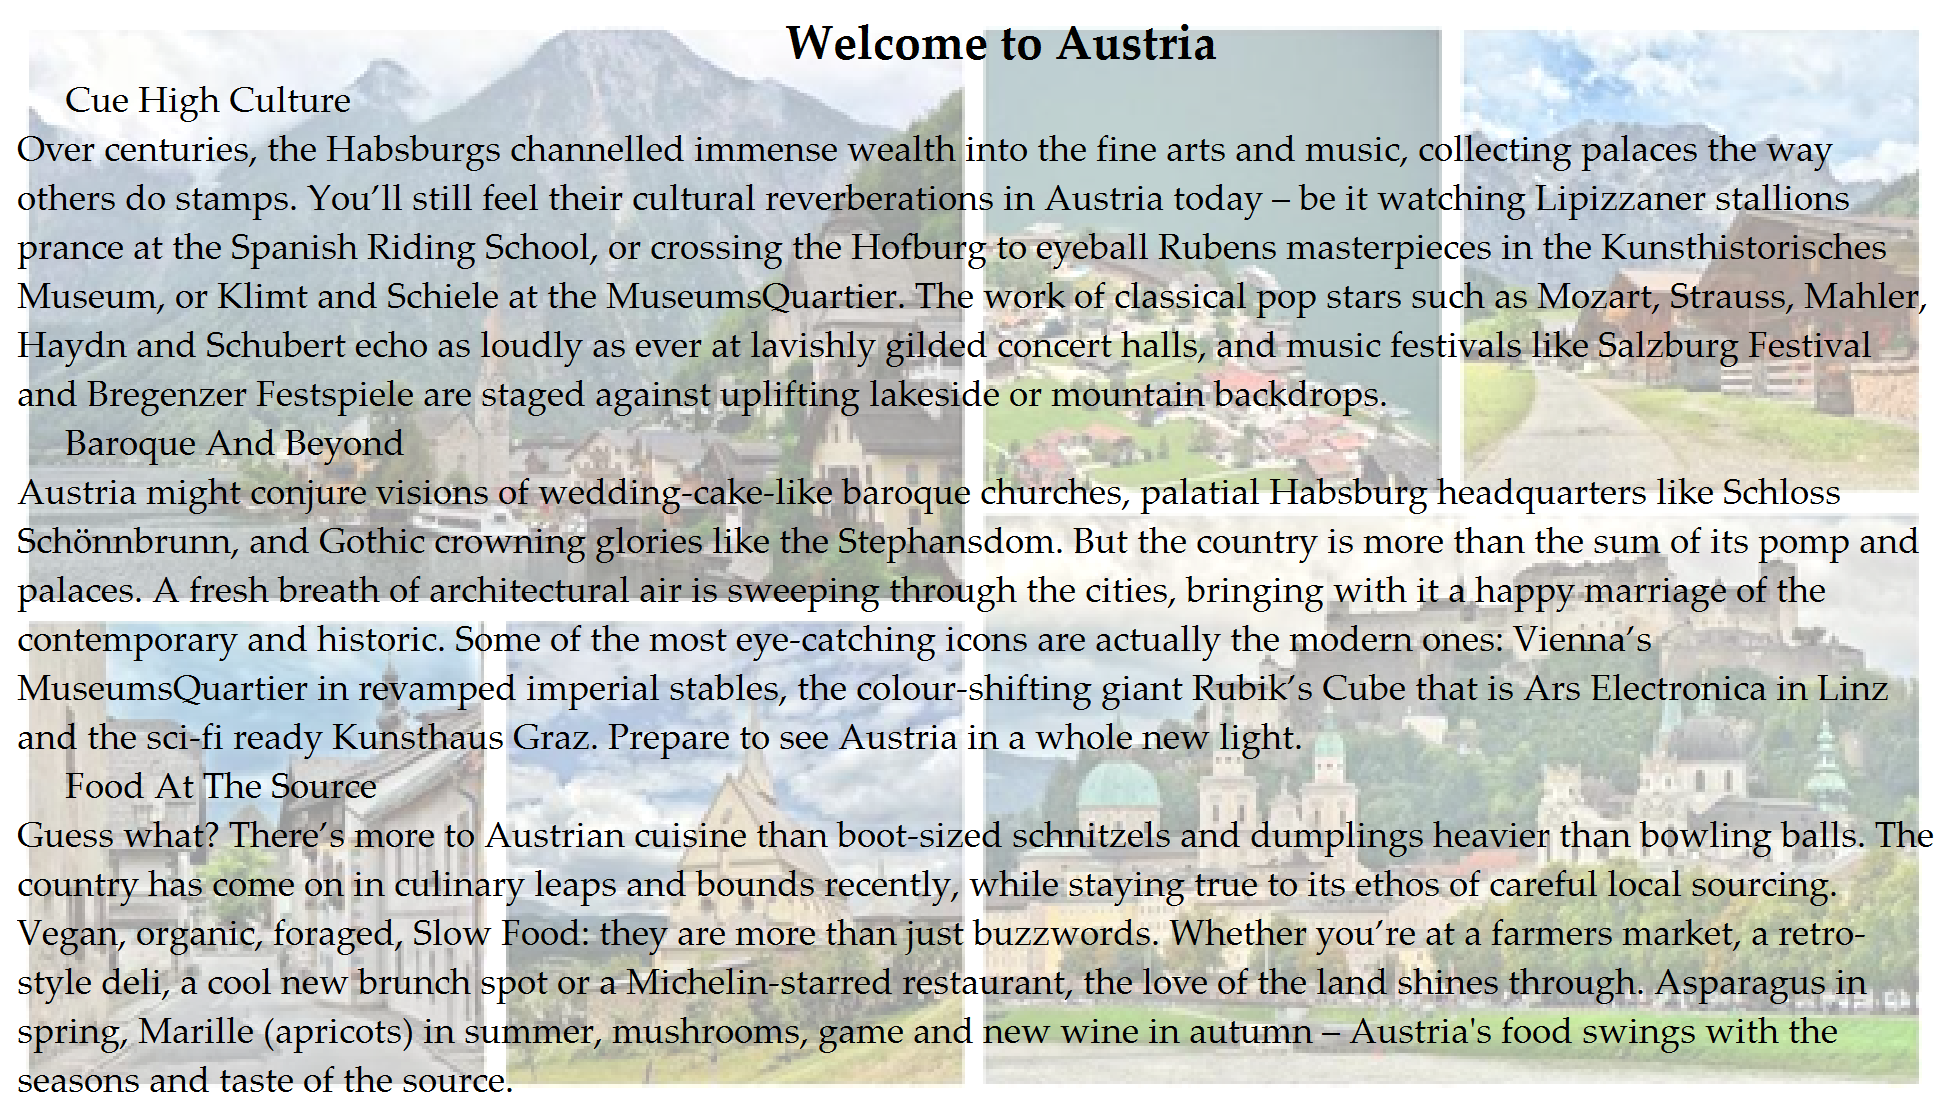 Welcome to Austria
Cue High Culture
Over centuries, the Habsburgs channelled immense wealth into the fine arts and music, collecting palaces the way
others do stamps. You’ll still feel their cultural reverberations in Austria today – be it watching Lipizzaner stallions
prance at the Spanish Riding School, or crossing the Hofburg to eyeball Rubens masterpieces in the Kunsthistorisches
Museum, or Klimt and Schiele at the MuseumsQuartier. The work of classical pop stars such as Mozart, Strauss, Mahler,
Haydn and Schubert echo as loudly as ever at lavishly gilded concert halls, and music festivals like Salzburg Festival
and Bregenzer Festspiele are staged against uplifting lakeside or mountain backdrops.
Baroque And Beyond
Austria might conjure visions of wedding-cake-like baroque churches, palatial Habsburg headquarters like Schloss
Schönnbrunn, and Gothic crowning glories like the Stephansdom. But the country is more than the sum of its pomp and
palaces. A fresh breath of architectural air is sweeping through the cities, bringing with it a happy marriage of the
contemporary and historic. Some of the most eye-catching icons are actually the modern ones: Vienna’s
MuseumsQuartier in revamped imperial stables, the colour-shifting giant Rubik’s Cube that is Ars Electronica in Linz
and the sci-fi ready Kunsthaus Graz. Prepare to see Austria in a whole new light.
Food At The Source
Guess what? There’s more to Austrian cuisine than boot-sized schnitzels and dumplings heavier than bowling balls. The
country has come on in culinary leaps and bounds recently, while staying true to its ethos of careful local sourcing.
Vegan, organic, foraged, Slow Food: they are more than just buzzwords. Whether you’re at a farmers market, a retro-
style deli, a cool new brunch spot or a Michelin-starred restaurant, the love of the land shines through. Asparagus in
spring, Marille (apricots) in summer, mushrooms, game and new wine in autumn – Austria's food swings with the
seasons and taste of the source.